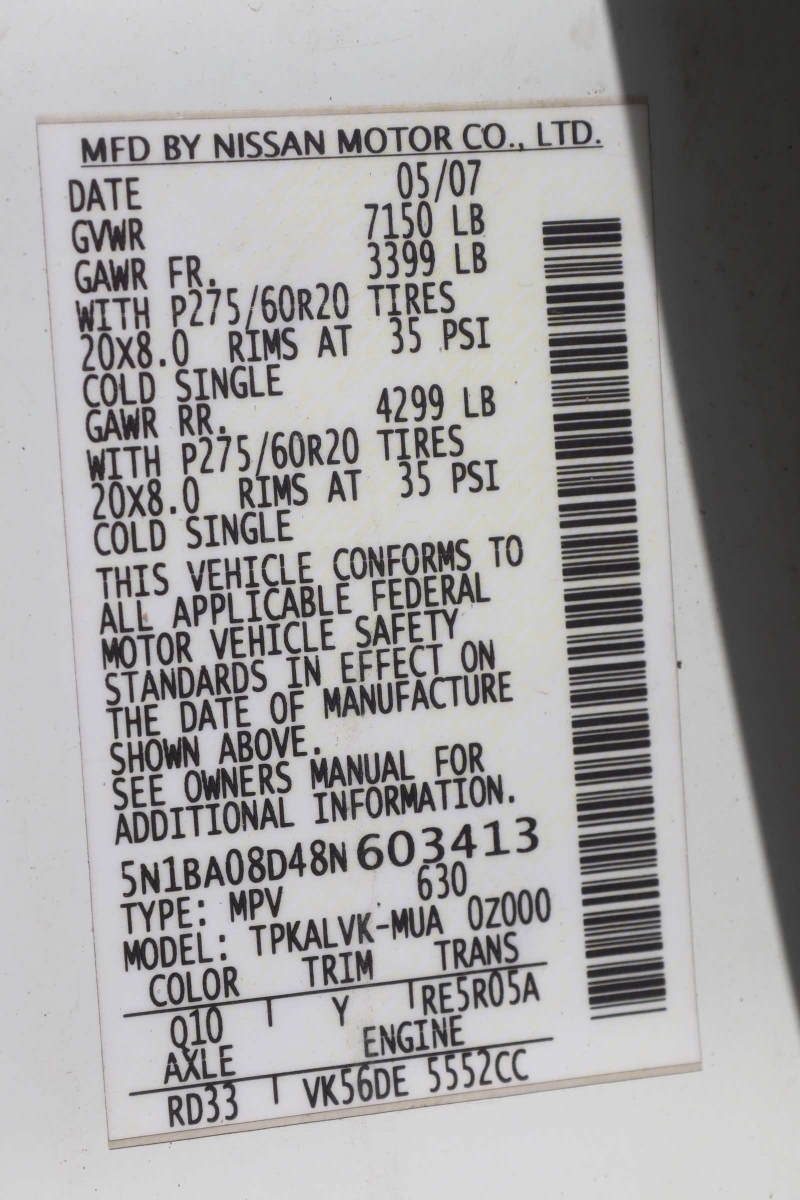 MFD BY NISSAN MOTOR CO., LTD.
DATE 05/07
GVWR 7150 LB
GAWR FR. 3399 LB
WITH P275/60R20 TIRES
20X8.0 RIMS AT 35 PSI
COLD SINGLE
GAWR RR. 4299 LB
WITH P275/60R20 TIRES
20X8.0 RIMS AT 35 PSI
COLD SINGLE
THIS VEHICLE CONFORMS TO
ALL APPLICABLE FEDERAL
MOTOR VEHICLE SAFETY
STANDARDS IN EFFECT ON
THE DATE OF MANUFACTURE
SHOWN ABOVE.
SEE OWNERS MANUAL FOR
ADDITIONAL INFORMATION.
5N1BA08D48N603413
TYPE: MPV 630
MODEL: TPKALVK-MUA 0Z000
COLOR TRIM TRANS
Q10 Y RE5R05A
AXLE ENGINE
RD33 VK56DE 5552CC